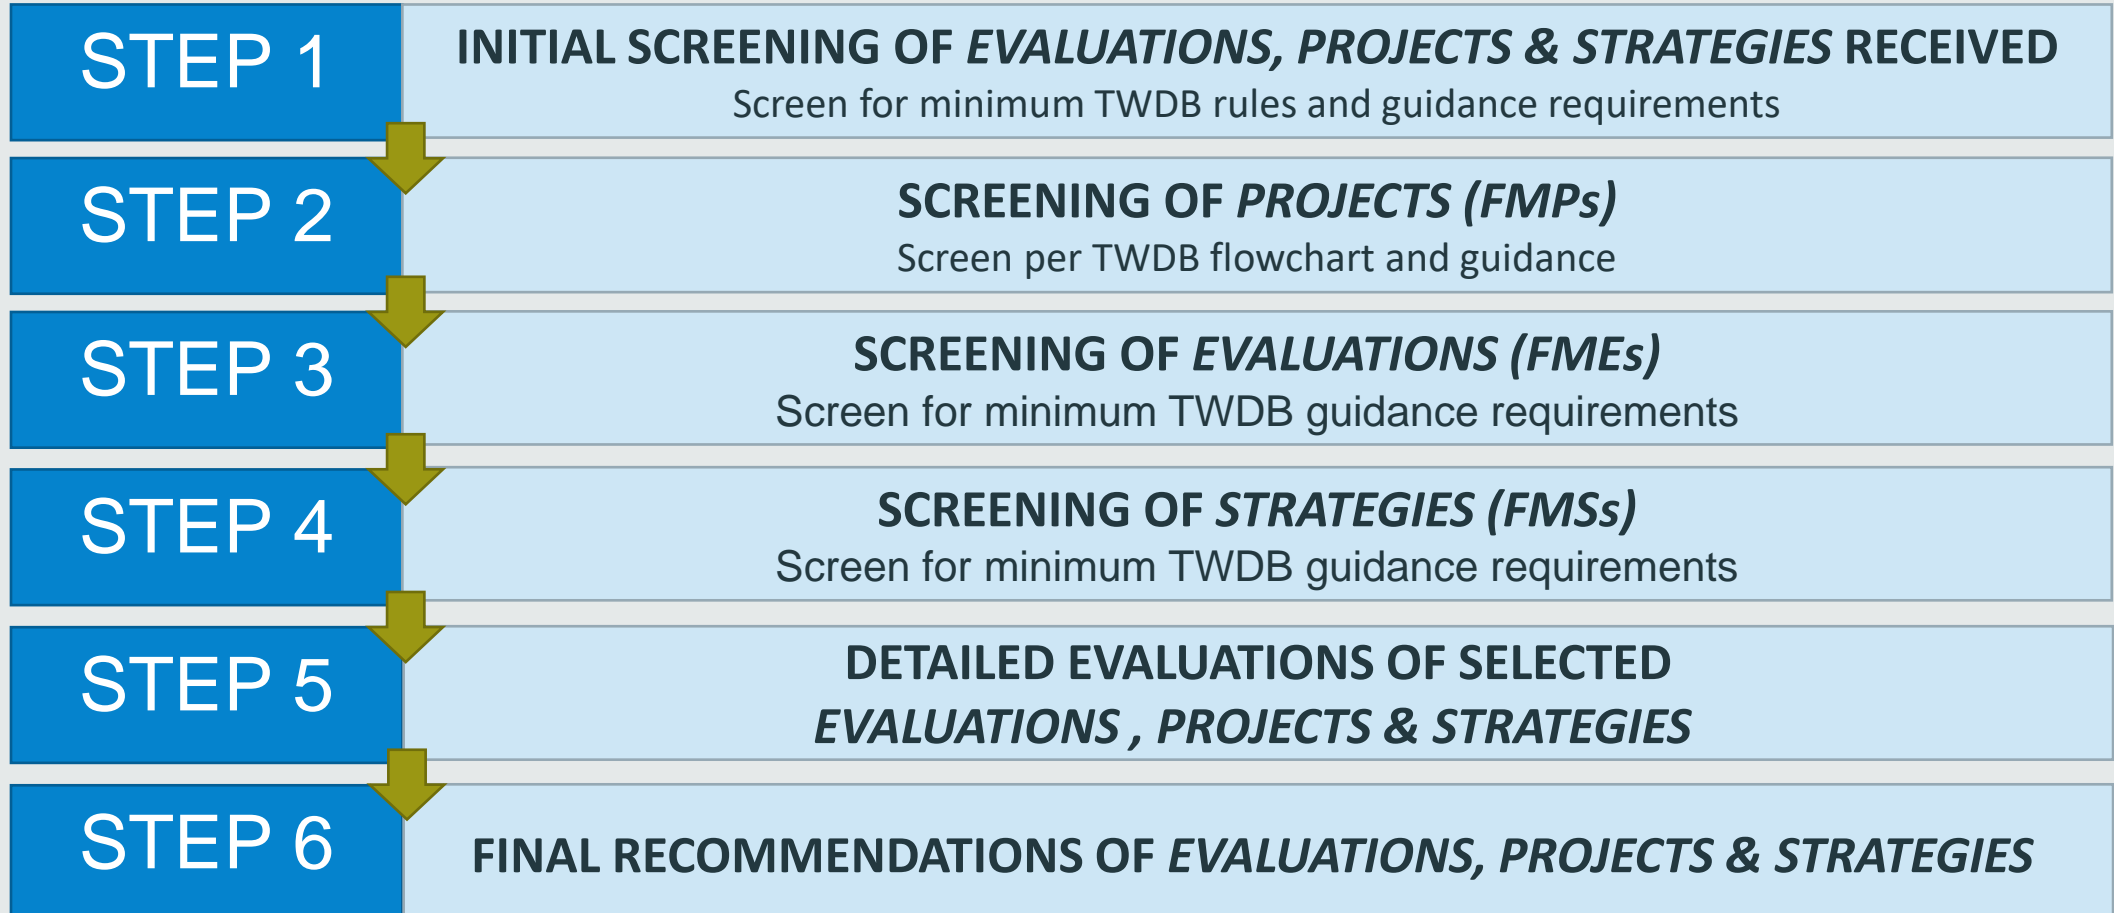 STEP 1
INITIAL SCREENING OF EVALUATIONS, PROJECTS & STRATEGIES RECEIVED
Screen for minimum TWDB rules and guidance requirements
STEP 2
SCREENING OF PROJECTS (FMPs)
Screen per TWDB flowchart and guidance
STEP 3
SCREENING OF EVALUATIONS (FMEs)
Screen for minimum TWDB guidance requirements
STEP 4
SCREENING OF STRATEGIES (FMSs)
Screen for minimum TWDB guidance requirements
STEP 5
DETAILED EVALUATIONS OF SELECTED
EVALUATIONS , PROJECTS & STRATEGIES
STEP 6
FINAL RECOMMENDATIONS OF EVALUATIONS, PROJECTS & STRATEGIES